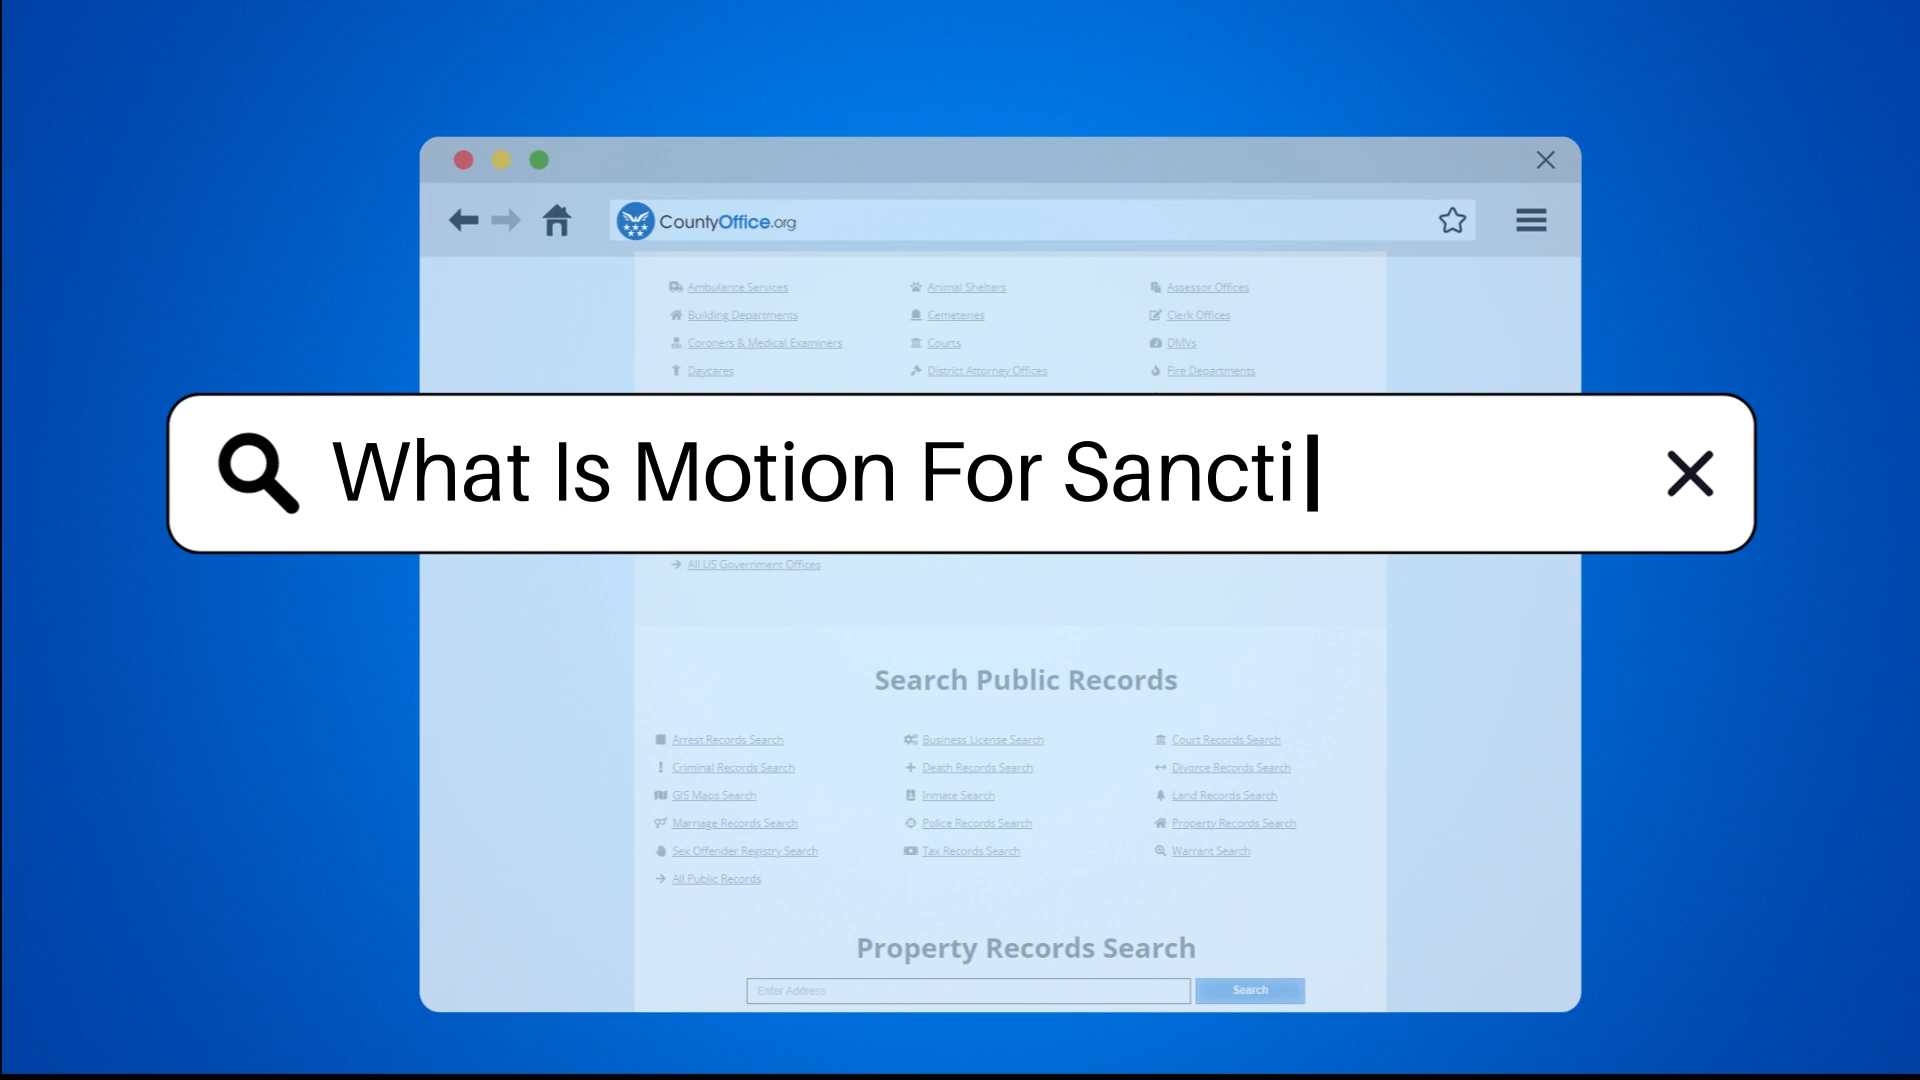 CountyOffice.org
Ambulance Services Animal Shelters Assessor Offices
Building Departments Cemeteries Clerk Offices
Coroners & Medical Examiners Courts DMVs
Daycares District Attorney Offices Fire Departments
What Is Motion For Sancti
All US Government Offices
Search Public Records
Arrest Records Search Business License Search Court Records Search
Criminal Records Search Death Records Search Divorce Records Search
GIS Maps Search Inmate Search Land Records Search
Marriage Records Search Police Records Search Property Records Search
Sex Offender Registry Search Tax Records Search Warrant Search
All Public Records
Property Records Search
Enter Address Search